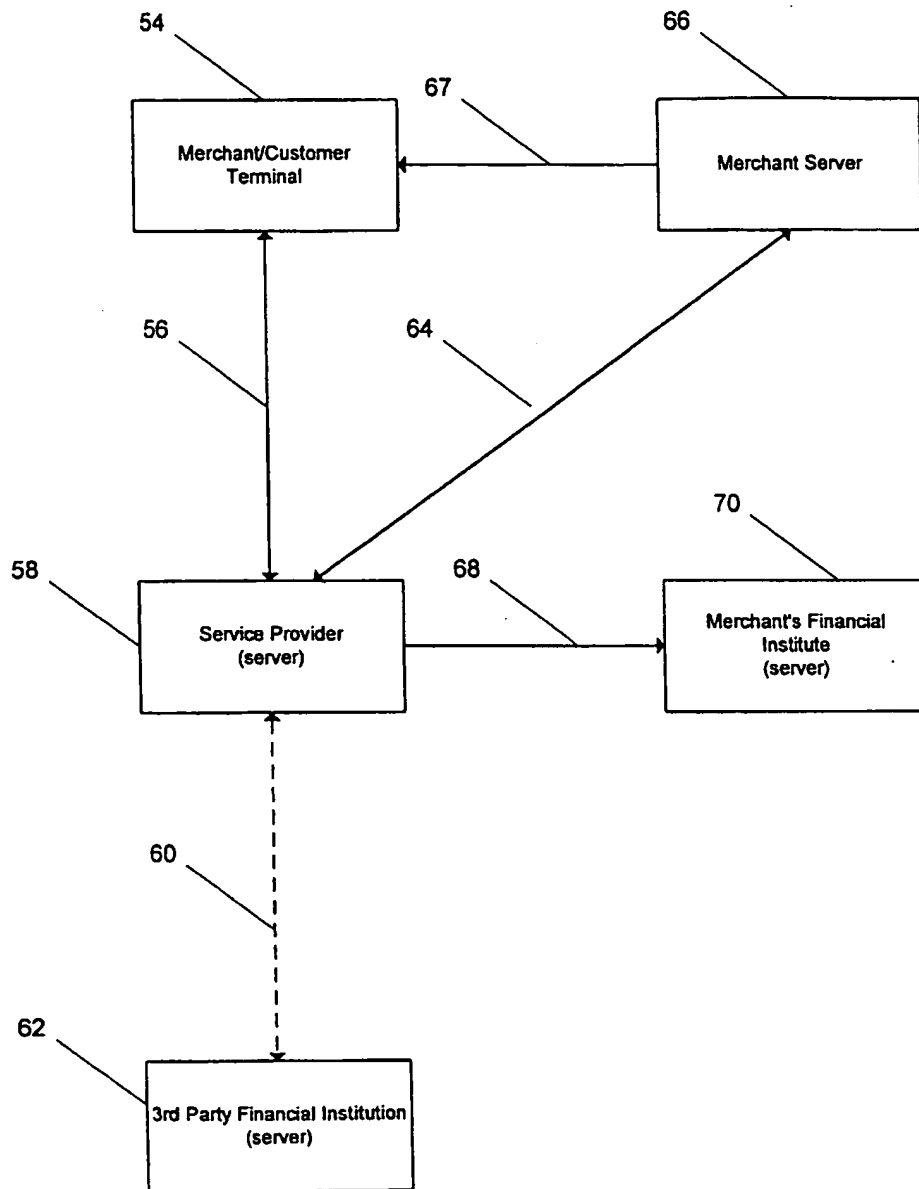 54
66
67
Merchant/Customer
Terminal
Merchant Server
56
64
70
58
68
Service Provider
(server)
Merchant's Financial
Institute
(server)
60
62
3rd Party Financial Institution
(server)